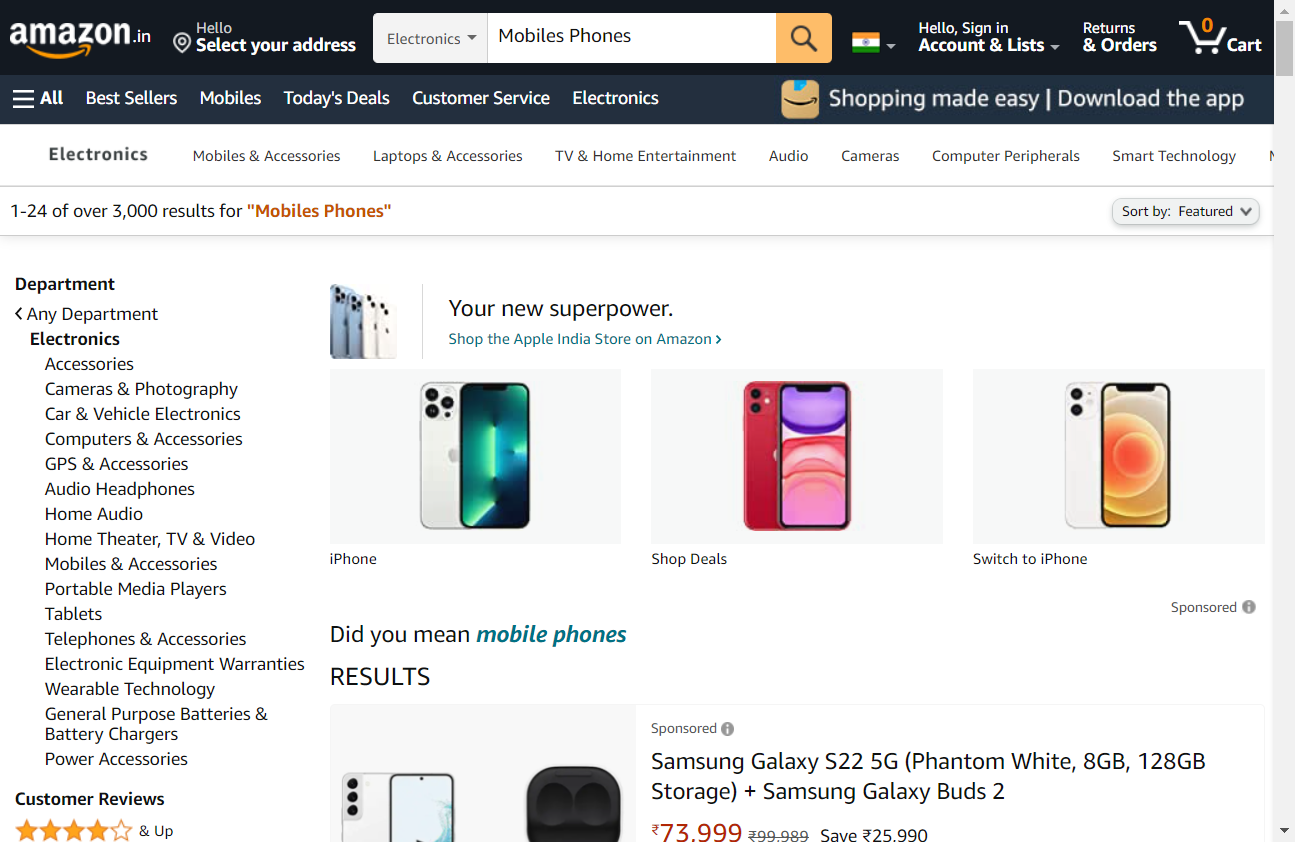 amazon.in
Hello
Select your address
Electronics
Mobiles Phones
Hello, Sign in
Account & Lists
Returns
& Orders
0
Cart
All
Best Sellers
Mobiles
Today's Deals
Customer Service
Electronics
Shopping made easy | Download the app
Electronics
Mobiles & Accessories
Laptops & Accessories
TV & Home Entertainment
Audio
Cameras
Computer Peripherals
Smart Technology
1-24 of over 3,000 results for "Mobiles Phones"
Sort by: Featured
Department
Any Department
Electronics
Accessories
Cameras & Photography
Car & Vehicle Electronics
Computers & Accessories
GPS & Accessories
Audio Headphones
Home Audio
Home Theater, TV & Video
Mobiles & Accessories
Portable Media Players
Tablets
Telephones & Accessories
Electronic Equipment Warranties
Wearable Technology
General Purpose Batteries &
Battery Chargers
Power Accessories
Customer Reviews
& Up
Your new superpower.
Shop the Apple India Store on Amazon
iPhone
Shop Deals
Switch to iPhone
Sponsored
Did you mean mobile phones
RESULTS
Sponsored
Samsung Galaxy S22 5G (Phantom White, 8GB, 128GB
Storage) + Samsung Galaxy Buds 2
₹73,999 ₹99,989 Save ₹25,990